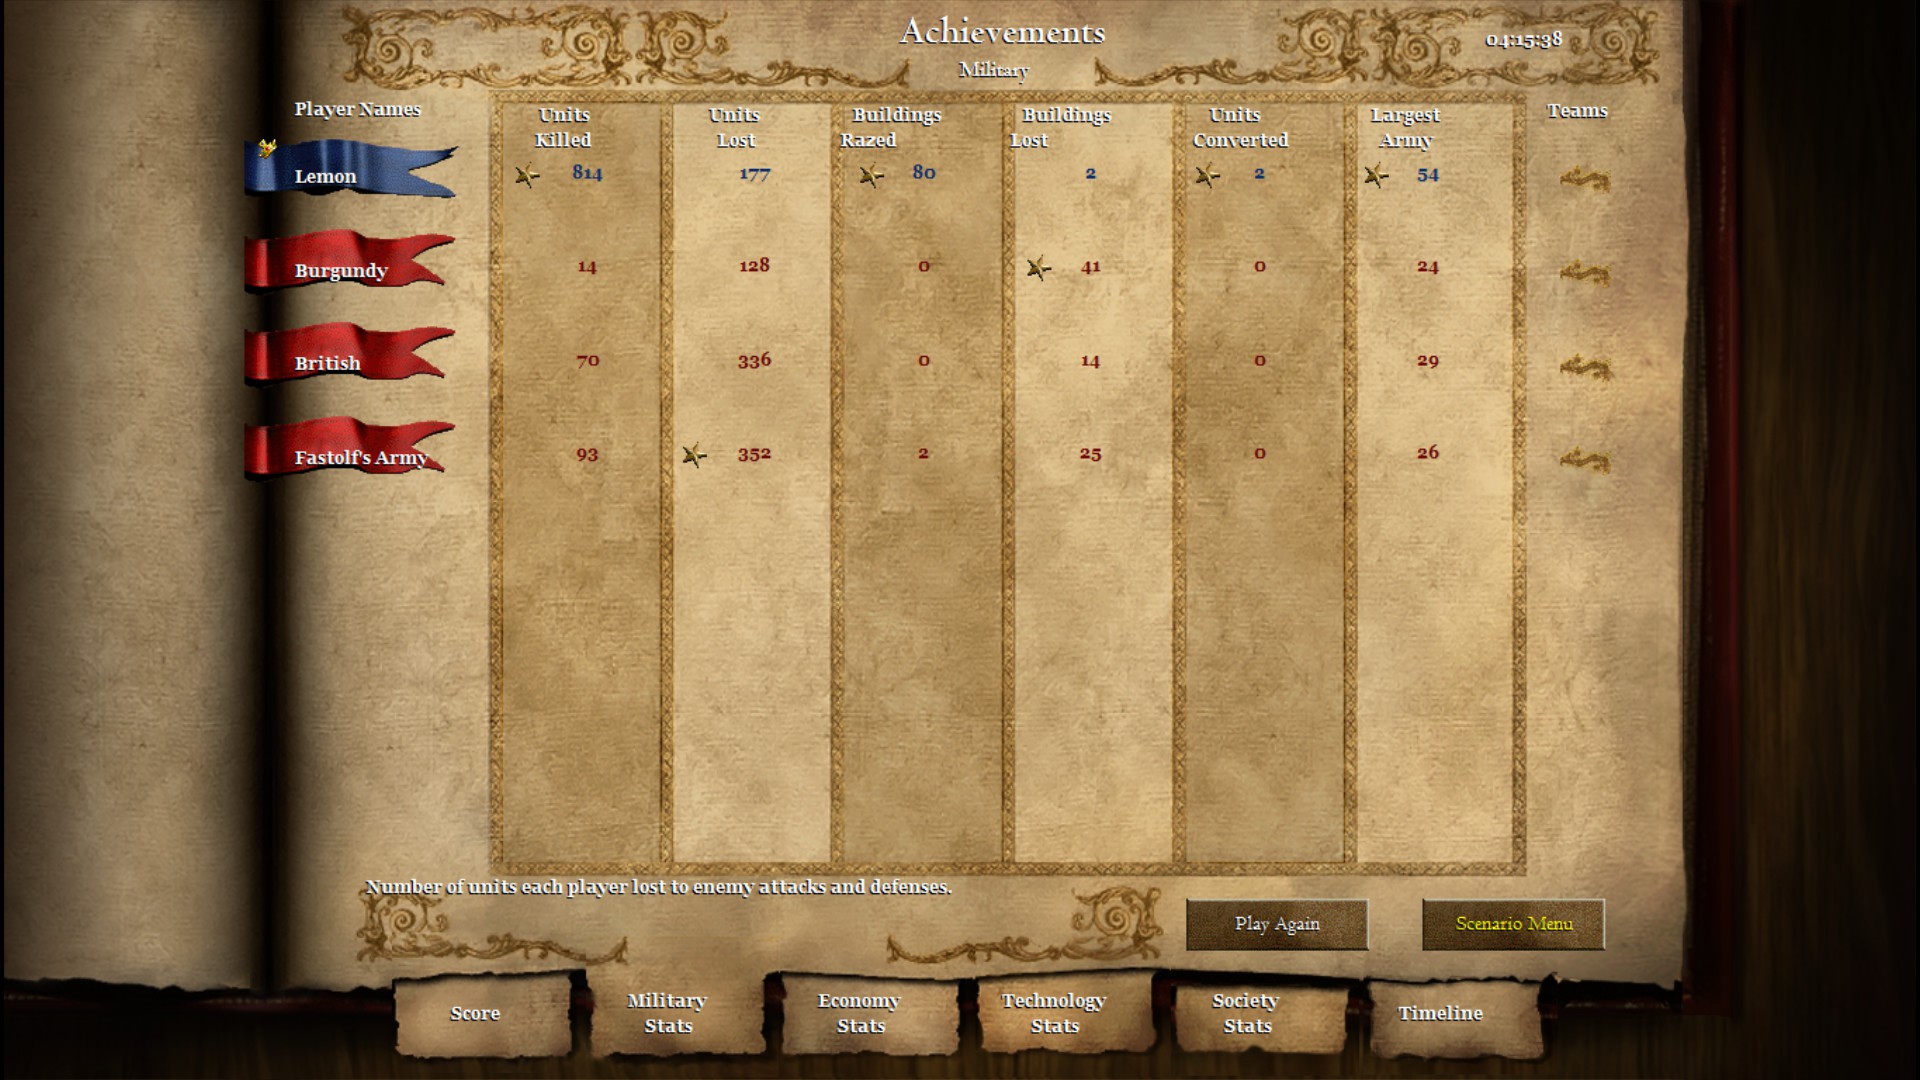 Achievements
04:15:38
Military
Player Names
Units Killed
Units Lost
Buildings Razed
Buildings Lost
Units Converted
Largest Army
Teams
Lemon 814 177 80 2 2 54
Burgundy 14 128 0 41 0 24
British 70 336 0 14 0 29
Fastolf's Army 93 352 2 25 0 26
Number of units each player lost to enemy attacks and defenses.
Play Again
Scenario Menu
Score
Military Stats
Economy Stats
Technology Stats
Society Stats
Timeline